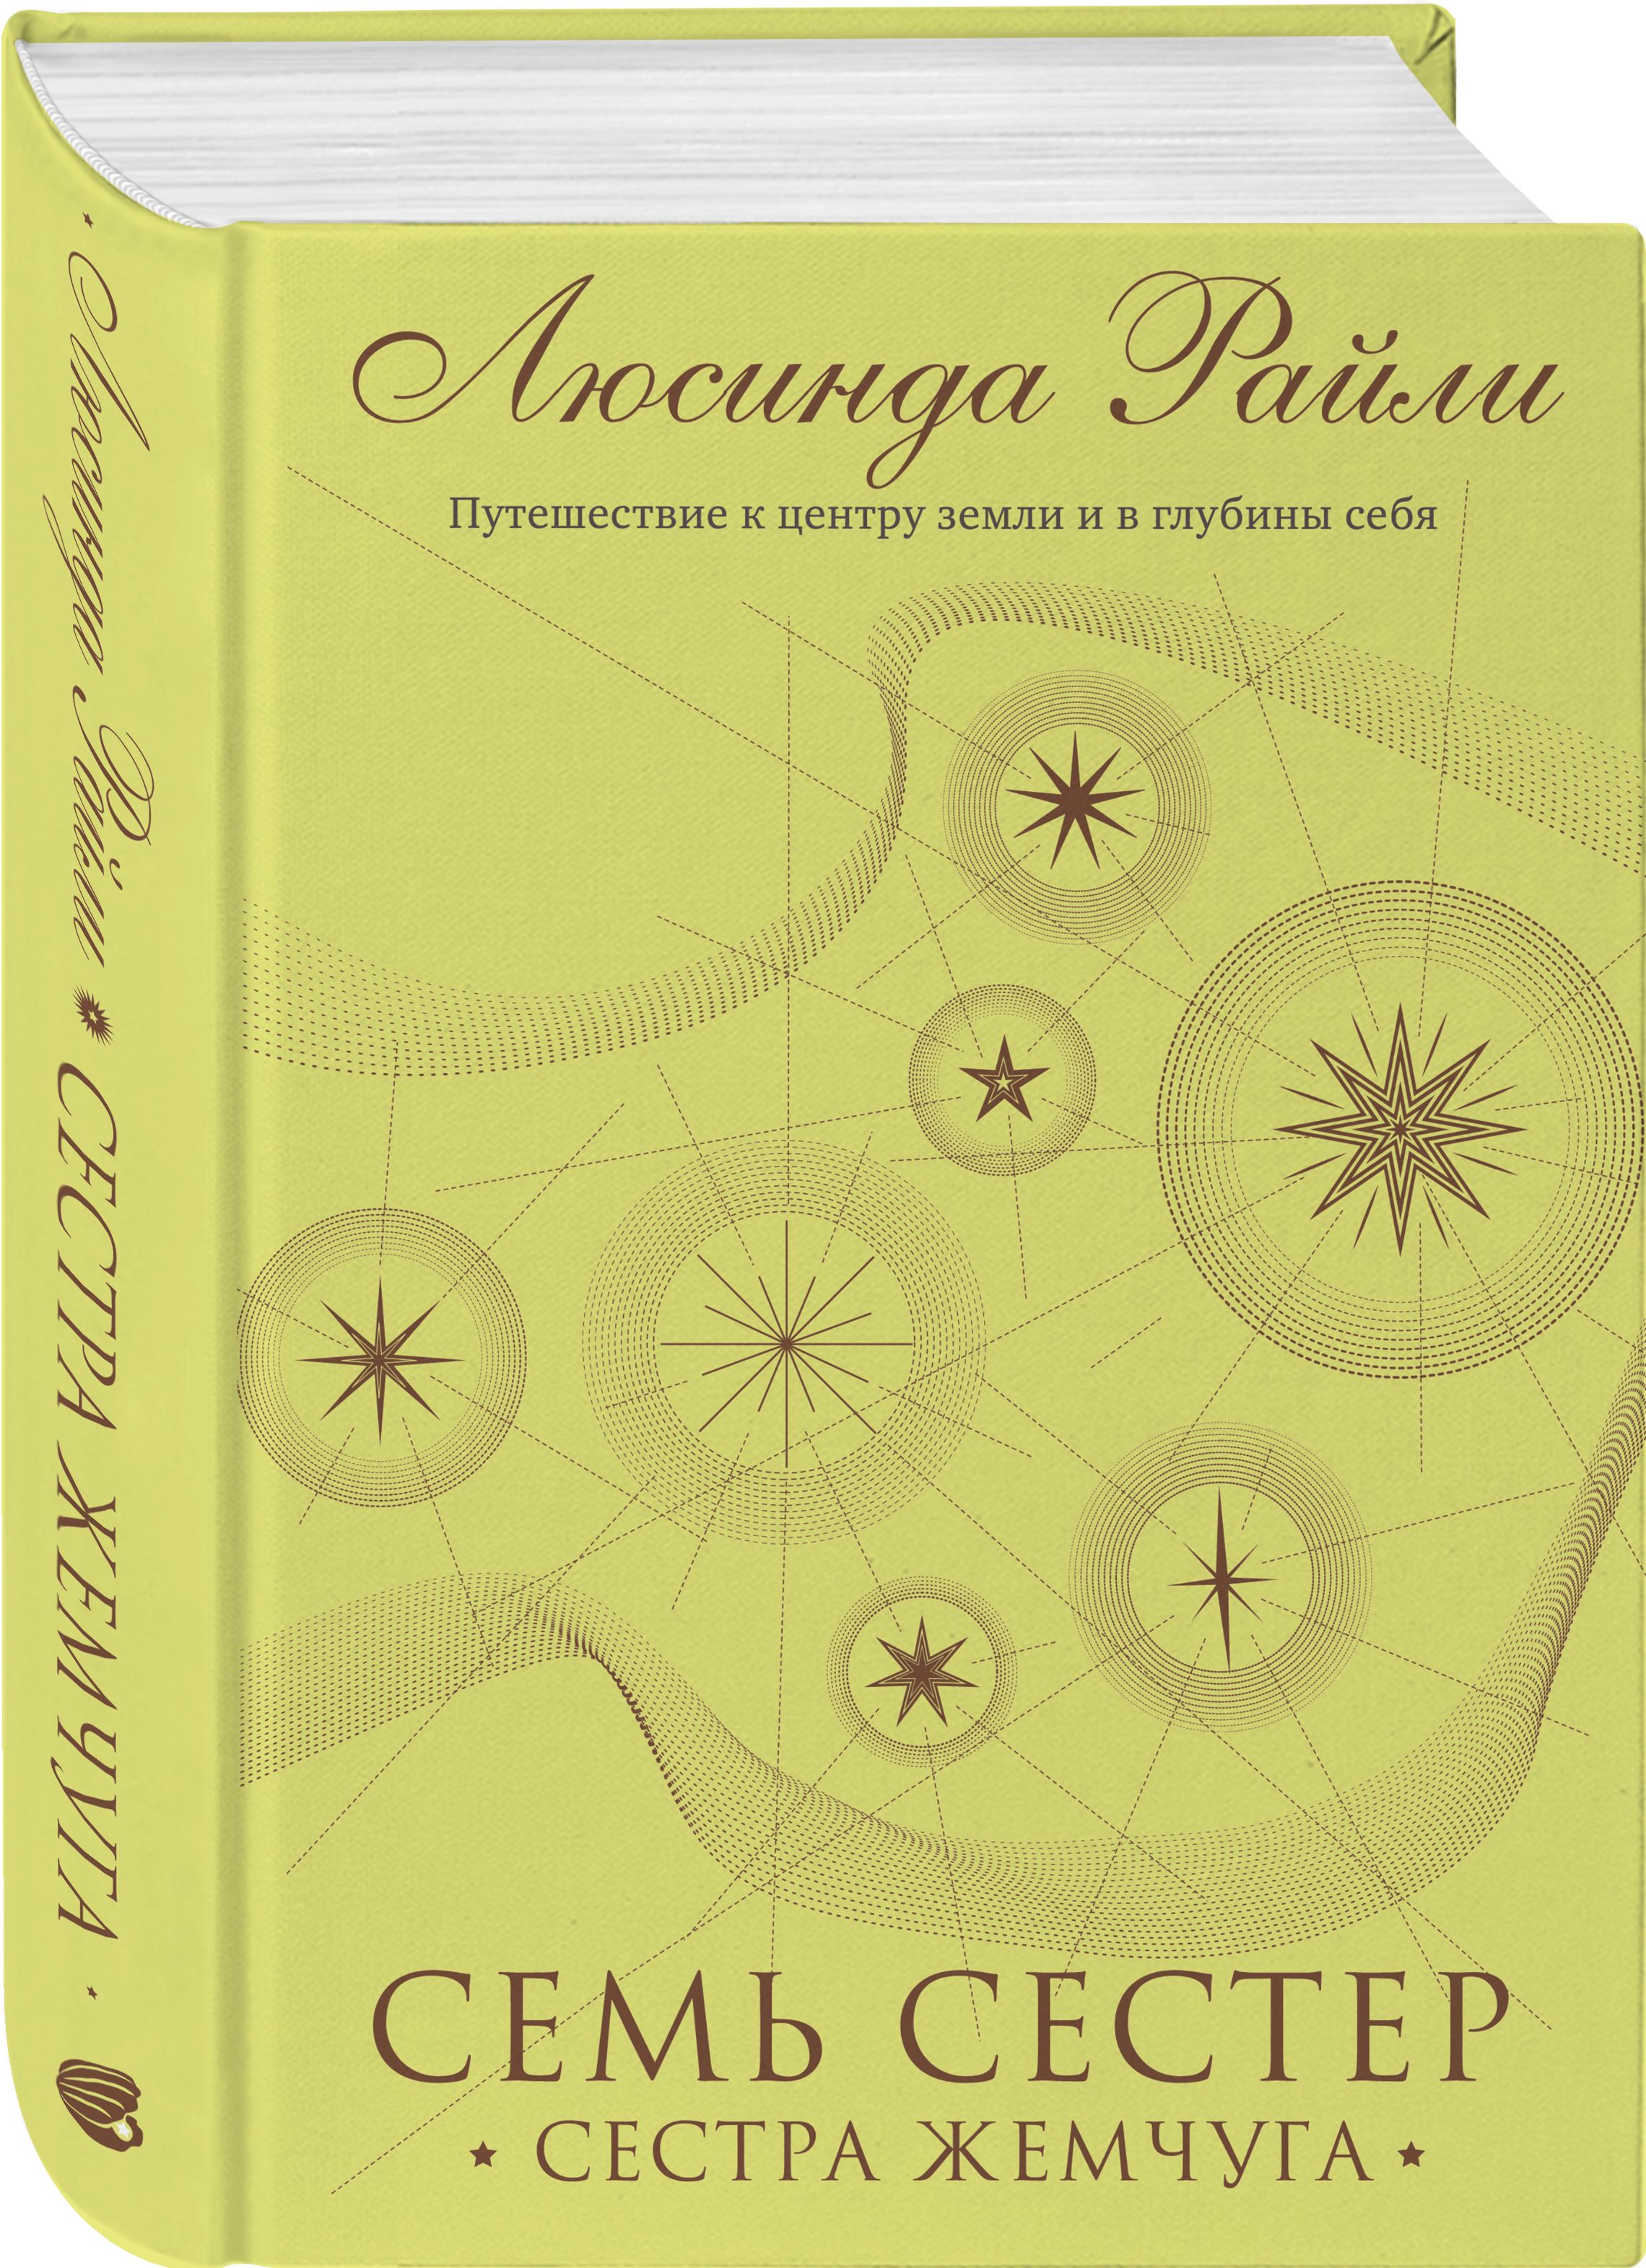 Люсинда Райли
Путешествие к центру земли и в глубины себя
СЕМЬ СЕСТЕР
СЕСТРА ЖЕМЧУГА
Люсинда Райли СЕСТРА ЖЕМЧУГА